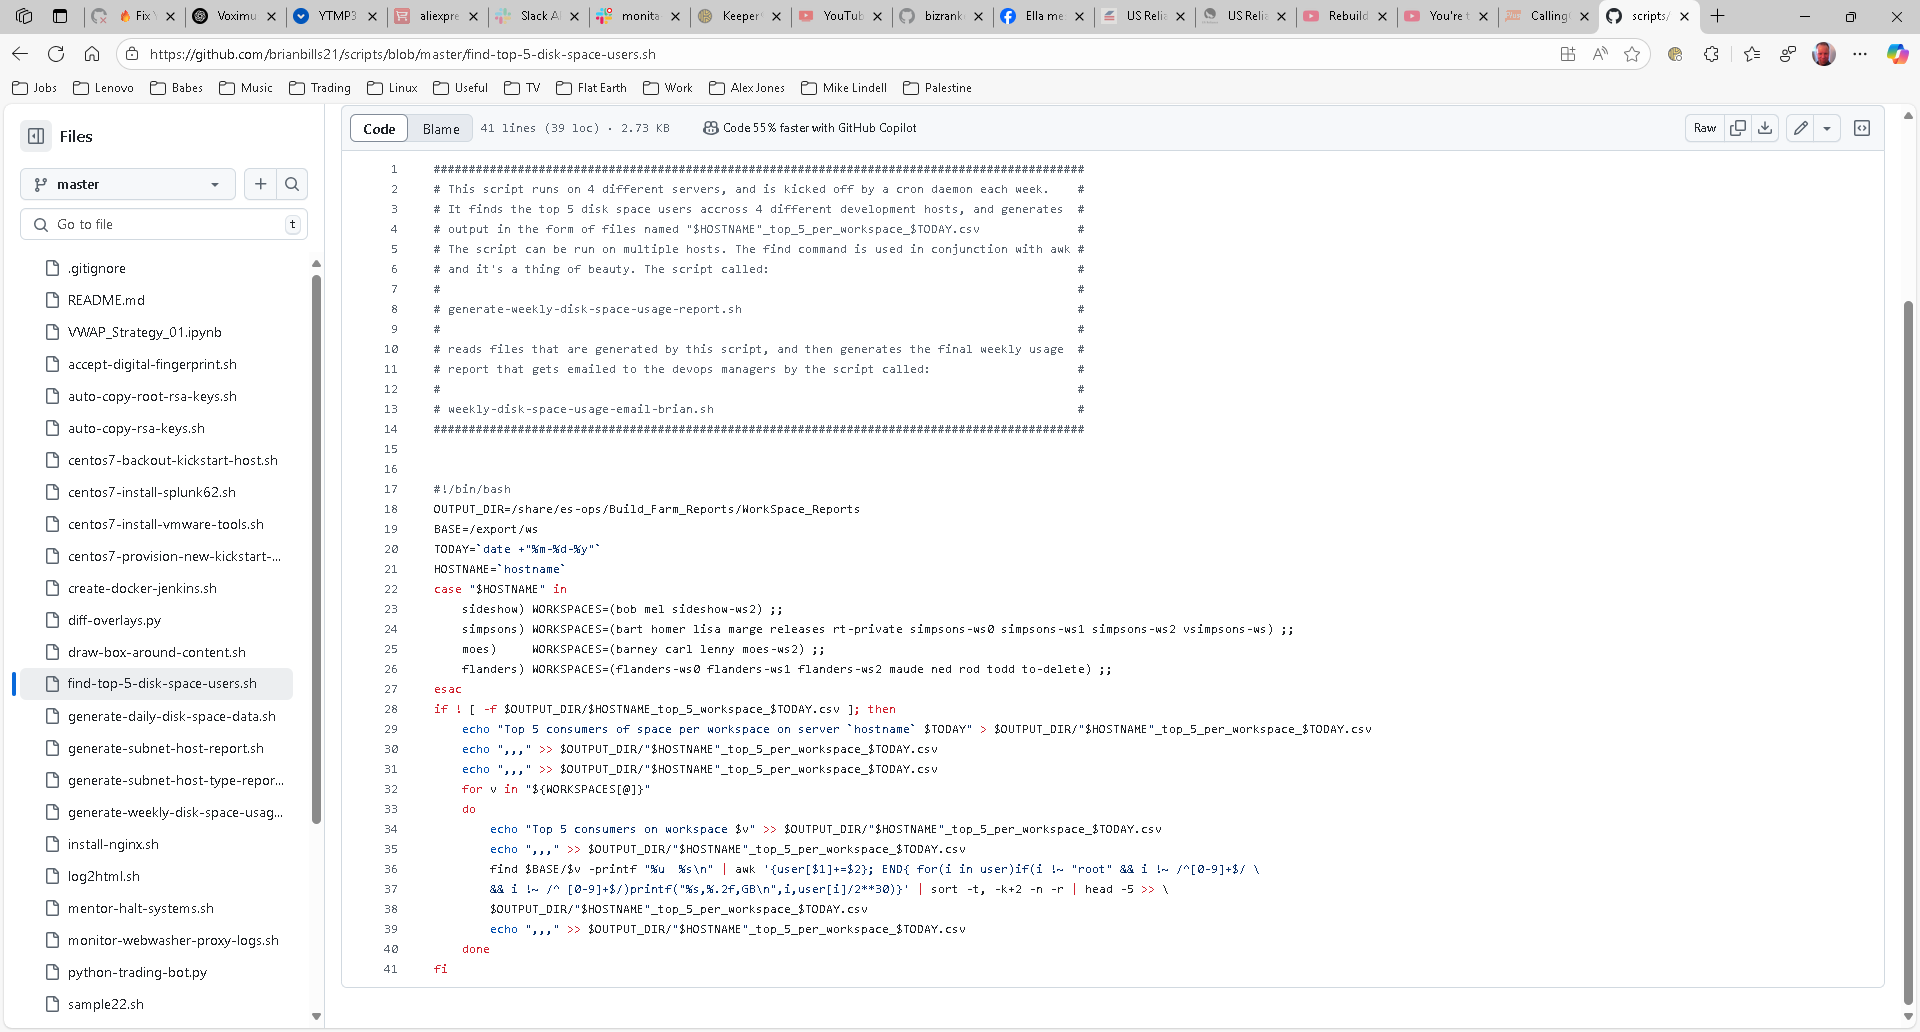 Fix
Voximu
YTMP3
aliexpre
Slack Al
monita
Keeper
YouTub
bizrank
Ella me
US Relia
US Relia
Rebuild
You're t
Calling
scripts/
https://github.com/brianbills21/scripts/blob/master/find-top-5-disk-space-users.sh
Jobs
Lenovo
Babes
Music
Trading
Linux
Useful
TV
Flat Earth
Work
Alex Jones
Mike Lindell
Palestine
Files
master
Go to file
t
.gitignore
README.md
VWAP_Strategy_01.ipynb
accept-digital-fingerprint.sh
auto-copy-root-rsa-keys.sh
auto-copy-rsa-keys.sh
centos7-backout-kickstart-host.sh
centos7-install-splunk62.sh
centos7-install-vmware-tools.sh
centos7-provision-new-kickstart-...
create-docker-jenkins.sh
diff-overlays.py
draw-box-around-content.sh
find-top-5-disk-space-users.sh
generate-daily-disk-space-data.sh
generate-subnet-host-report.sh
generate-subnet-host-type-repor...
generate-weekly-disk-space-usag...
install-nginx.sh
log2html.sh
mentor-halt-systems.sh
monitor-webwasher-proxy-logs.sh
python-trading-bot.py
sample22.sh
Code
Blame
41 lines (39 loc) · 2.73 KB
Code 55% faster with GitHub Copilot
Raw
1 #############################################################################################
2 # This script runs on 4 different servers, and is kicked off by a cron daemon each week. #
3 # It finds the top 5 disk space users accross 4 different development hosts, and generates #
4 # output in the form of files named "$HOSTNAME"_top_5_per_workspace_$TODAY.csv #
5 # The script can be run on multiple hosts. The find command is used in conjunction with awk #
6 # and it's a thing of beauty. The script called: #
7 # #
8 # generate-weekly-disk-space-usage-report.sh #
9 # #
10 # reads files that are generated by this script, and then generates the final weekly usage #
11 # report that gets emailed to the devops managers by the script called: #
12 # #
13 # weekly-disk-space-usage-email-brian.sh #
14 #############################################################################################
15
16
17 #!/bin/bash
18 OUTPUT_DIR=/share/es-ops/Build_Farm_Reports/WorkSpace_Reports
19 BASE=/export/ws
20 TODAY=`date +"%m-%d-%y"`
21 HOSTNAME=`hostname`
22 case "$HOSTNAME" in
23 sideshow) WORKSPACES=(bob mel sideshow-ws2) ;;
24 simpsons) WORKSPACES=(bart homer lisa marge releases rt-private simpsons-ws0 simpsons-ws1 simpsons-ws2 vsimpsons-ws) ;;
25 moes) WORKSPACES=(barney carl lenny moes-ws2) ;;
26 flanders) WORKSPACES=(flanders-ws0 flanders-ws1 flanders-ws2 maude ned rod todd to-delete) ;;
27 esac
28 if ! [ -f $OUTPUT_DIR/$HOSTNAME_top_5_workspace_$TODAY.csv ]; then
29 echo "Top 5 consumers of space per workspace on server `hostname` $TODAY" > $OUTPUT_DIR/"$HOSTNAME"_top_5_per_workspace_$TODAY.csv
30 echo ",,," >> $OUTPUT_DIR/"$HOSTNAME"_top_5_per_workspace_$TODAY.csv
31 echo ",,," >> $OUTPUT_DIR/"$HOSTNAME"_top_5_per_workspace_$TODAY.csv
32 for v in "${WORKSPACES[@]}"
33 do
34 echo "Top 5 consumers on workspace $v" >> $OUTPUT_DIR/"$HOSTNAME"_top_5_per_workspace_$TODAY.csv
35 echo ",,," >> $OUTPUT_DIR/"$HOSTNAME"_top_5_per_workspace_$TODAY.csv
36 find $BASE/$v -printf "%u %s\n" | awk '{user[$1]+=$2}; END{ for(i in user)if(i !~ "root" && i !~ /^[0-9]+$/ \
37 && i !~ /^ [0-9]+$/)printf("%s,%.2f,GB\n",i,user[i]/2**30)}' | sort -t, -k+2 -n -r | head -5 >> \
38 $OUTPUT_DIR/"$HOSTNAME"_top_5_per_workspace_$TODAY.csv
39 echo ",,," >> $OUTPUT_DIR/"$HOSTNAME"_top_5_per_workspace_$TODAY.csv
40 done
41 fi